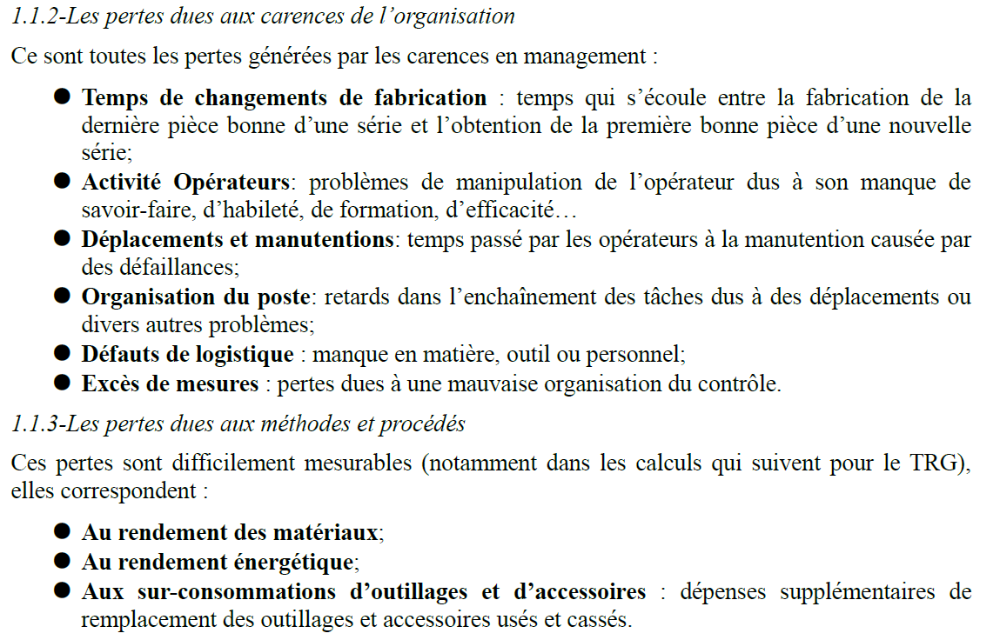 1.1.2-Les pertes dues aux carences de l’organisation
Ce sont toutes les pertes générées par les carences en management :
● Temps de changements de fabrication : temps qui s’écoule entre la fabrication de la
dernière pièce bonne d’une série et l’obtention de la première bonne pièce d’une nouvelle
série;
● Activité Opérateurs: problèmes de manipulation de l’opérateur dus à son manque de
savoir-faire, d’habileté, de formation, d’efficacité…
● Déplacements et manutentions: temps passé par les opérateurs à la manutention causée par
des défaillances;
● Organisation du poste: retards dans l’enchaînement des tâches dus à des déplacements ou
divers autres problèmes;
● Défauts de logistique : manque en matière, outil ou personnel;
● Excès de mesures : pertes dues à une mauvaise organisation du contrôle.
1.1.3-Les pertes dues aux méthodes et procédés
Ces pertes sont difficilement mesurables (notamment dans les calculs qui suivent pour le TRG),
elles correspondent :
● Au rendement des matériaux;
● Au rendement énergétique;
● Aux sur-consommations d’outillages et d’accessoires : dépenses supplémentaires de
remplacement des outillages et accessoires usés et cassés.